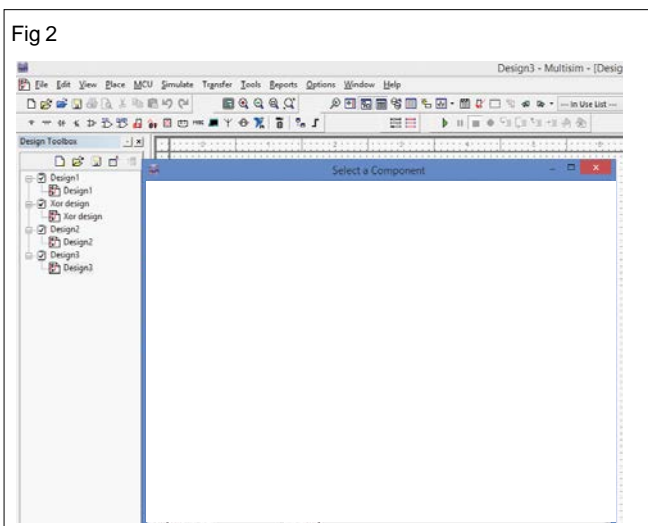 Fig 2
Design3 - Multisim - [Desig
File Edit View Place MCU Simulate Transfer Tools Reports Options Window Help
--- In Use List ---
Design Toolbox
Select a Component
Design1
Design1
Xor design
Xor design
Design2
Design2
Design3
Design3